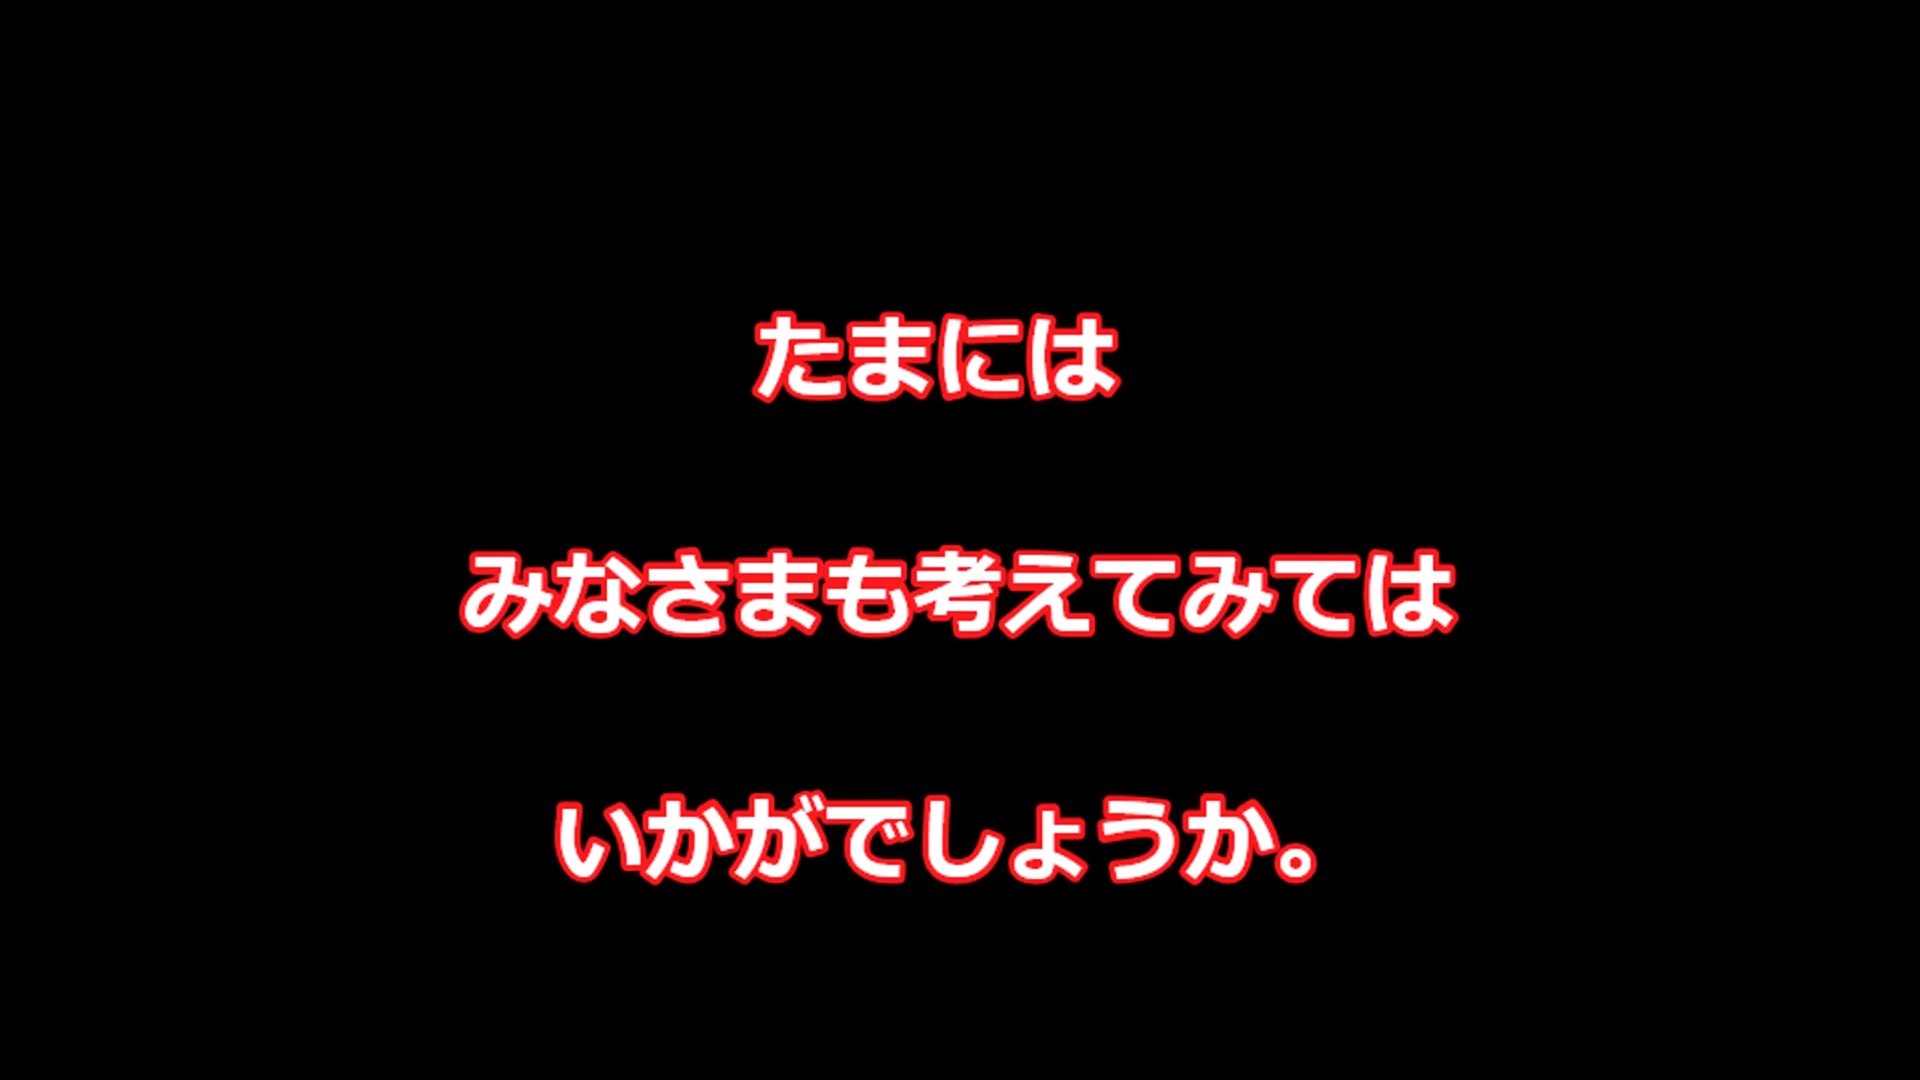 たまには
みなさまも考えてみては
いかがでしょうか。